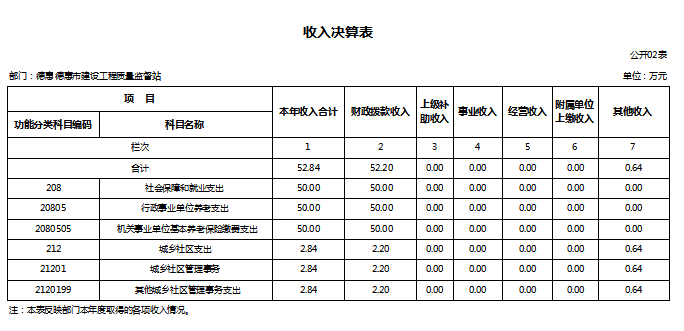 收入决算表
公开02表
部门：德惠德惠市建设工程质量监督站 单位：万元
项 目 本年收入合计 财政拨款收入 上级补助收入 事业收入 经营收入 附属单位上缴收入 其他收入
功能分类科目编码 科目名称
栏次 1 2 3 4 5 6 7
合计 52.84 52.20 0.00 0.00 0.00 0.00 0.64
208 社会保障和就业支出 50.00 50.00 0.00 0.00 0.00 0.00 0.00
20805 行政事业单位养老支出 50.00 50.00 0.00 0.00 0.00 0.00 0.00
2080505 机关事业单位基本养老保险缴费支出 50.00 50.00 0.00 0.00 0.00 0.00 0.00
212 城乡社区支出 2.84 2.20 0.00 0.00 0.00 0.00 0.64
21201 城乡社区管理事务 2.84 2.20 0.00 0.00 0.00 0.00 0.64
2120199 其他城乡社区管理事务支出 2.84 2.20 0.00 0.00 0.00 0.00 0.64
注：本表反映部门本年度取得的各项收入情况。